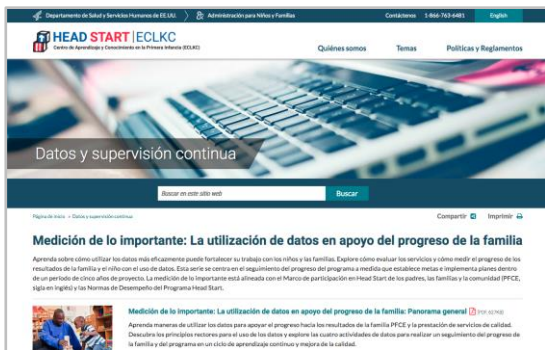 Departamento de Salud y Servicios Humanos de EE.UU. Administración para Niños y Familias Contáctenos 1-866-763-6481 English
HEAD START ECLKC
Centro de Aprendizaje y Conocimiento en la Primera Infancia (ECLKC)
Quiénes somos Temas Políticas y Reglamentos
Datos y supervisión continua
Buscar en este sitio web Buscar
Página de inicio » Datos y supervisión continua Compartir Imprimir
Medición de lo importante: La utilización de datos en apoyo del progreso de la familia
Aprenda sobre cómo utilizar los datos más eficazmente puede fortalecer su trabajo con los niños y las familias. Explore cómo evaluar los servicios y cómo medir el progreso de los
resultados de la familia y el niño con el uso de datos. Esta serie se centra en el seguimiento del progreso del programa a medida que establece metas e implementa planes dentro
de un período de cinco años de proyecto. La medición de lo importante está alineada con el Marco de participación en Head Start de los padres, las familias y la comunidad (PFCE,
sigla en inglés) y las Normas de Desempeño del Programa Head Start.
Medición de lo importante: La utilización de datos en apoyo del progreso de la familia: Panorama general
Aprenda maneras de utilizar los datos para apoyar el progreso hacia los resultados de la familia PFCE y la prestación de servicios de calidad.
Descubra los principios rectores para el uso de los datos y explore las cuatro actividades de datos para realizar un seguimiento del progreso de
la familia y del programa en un ciclo de aprendizaje continuo y mejora de la calidad.